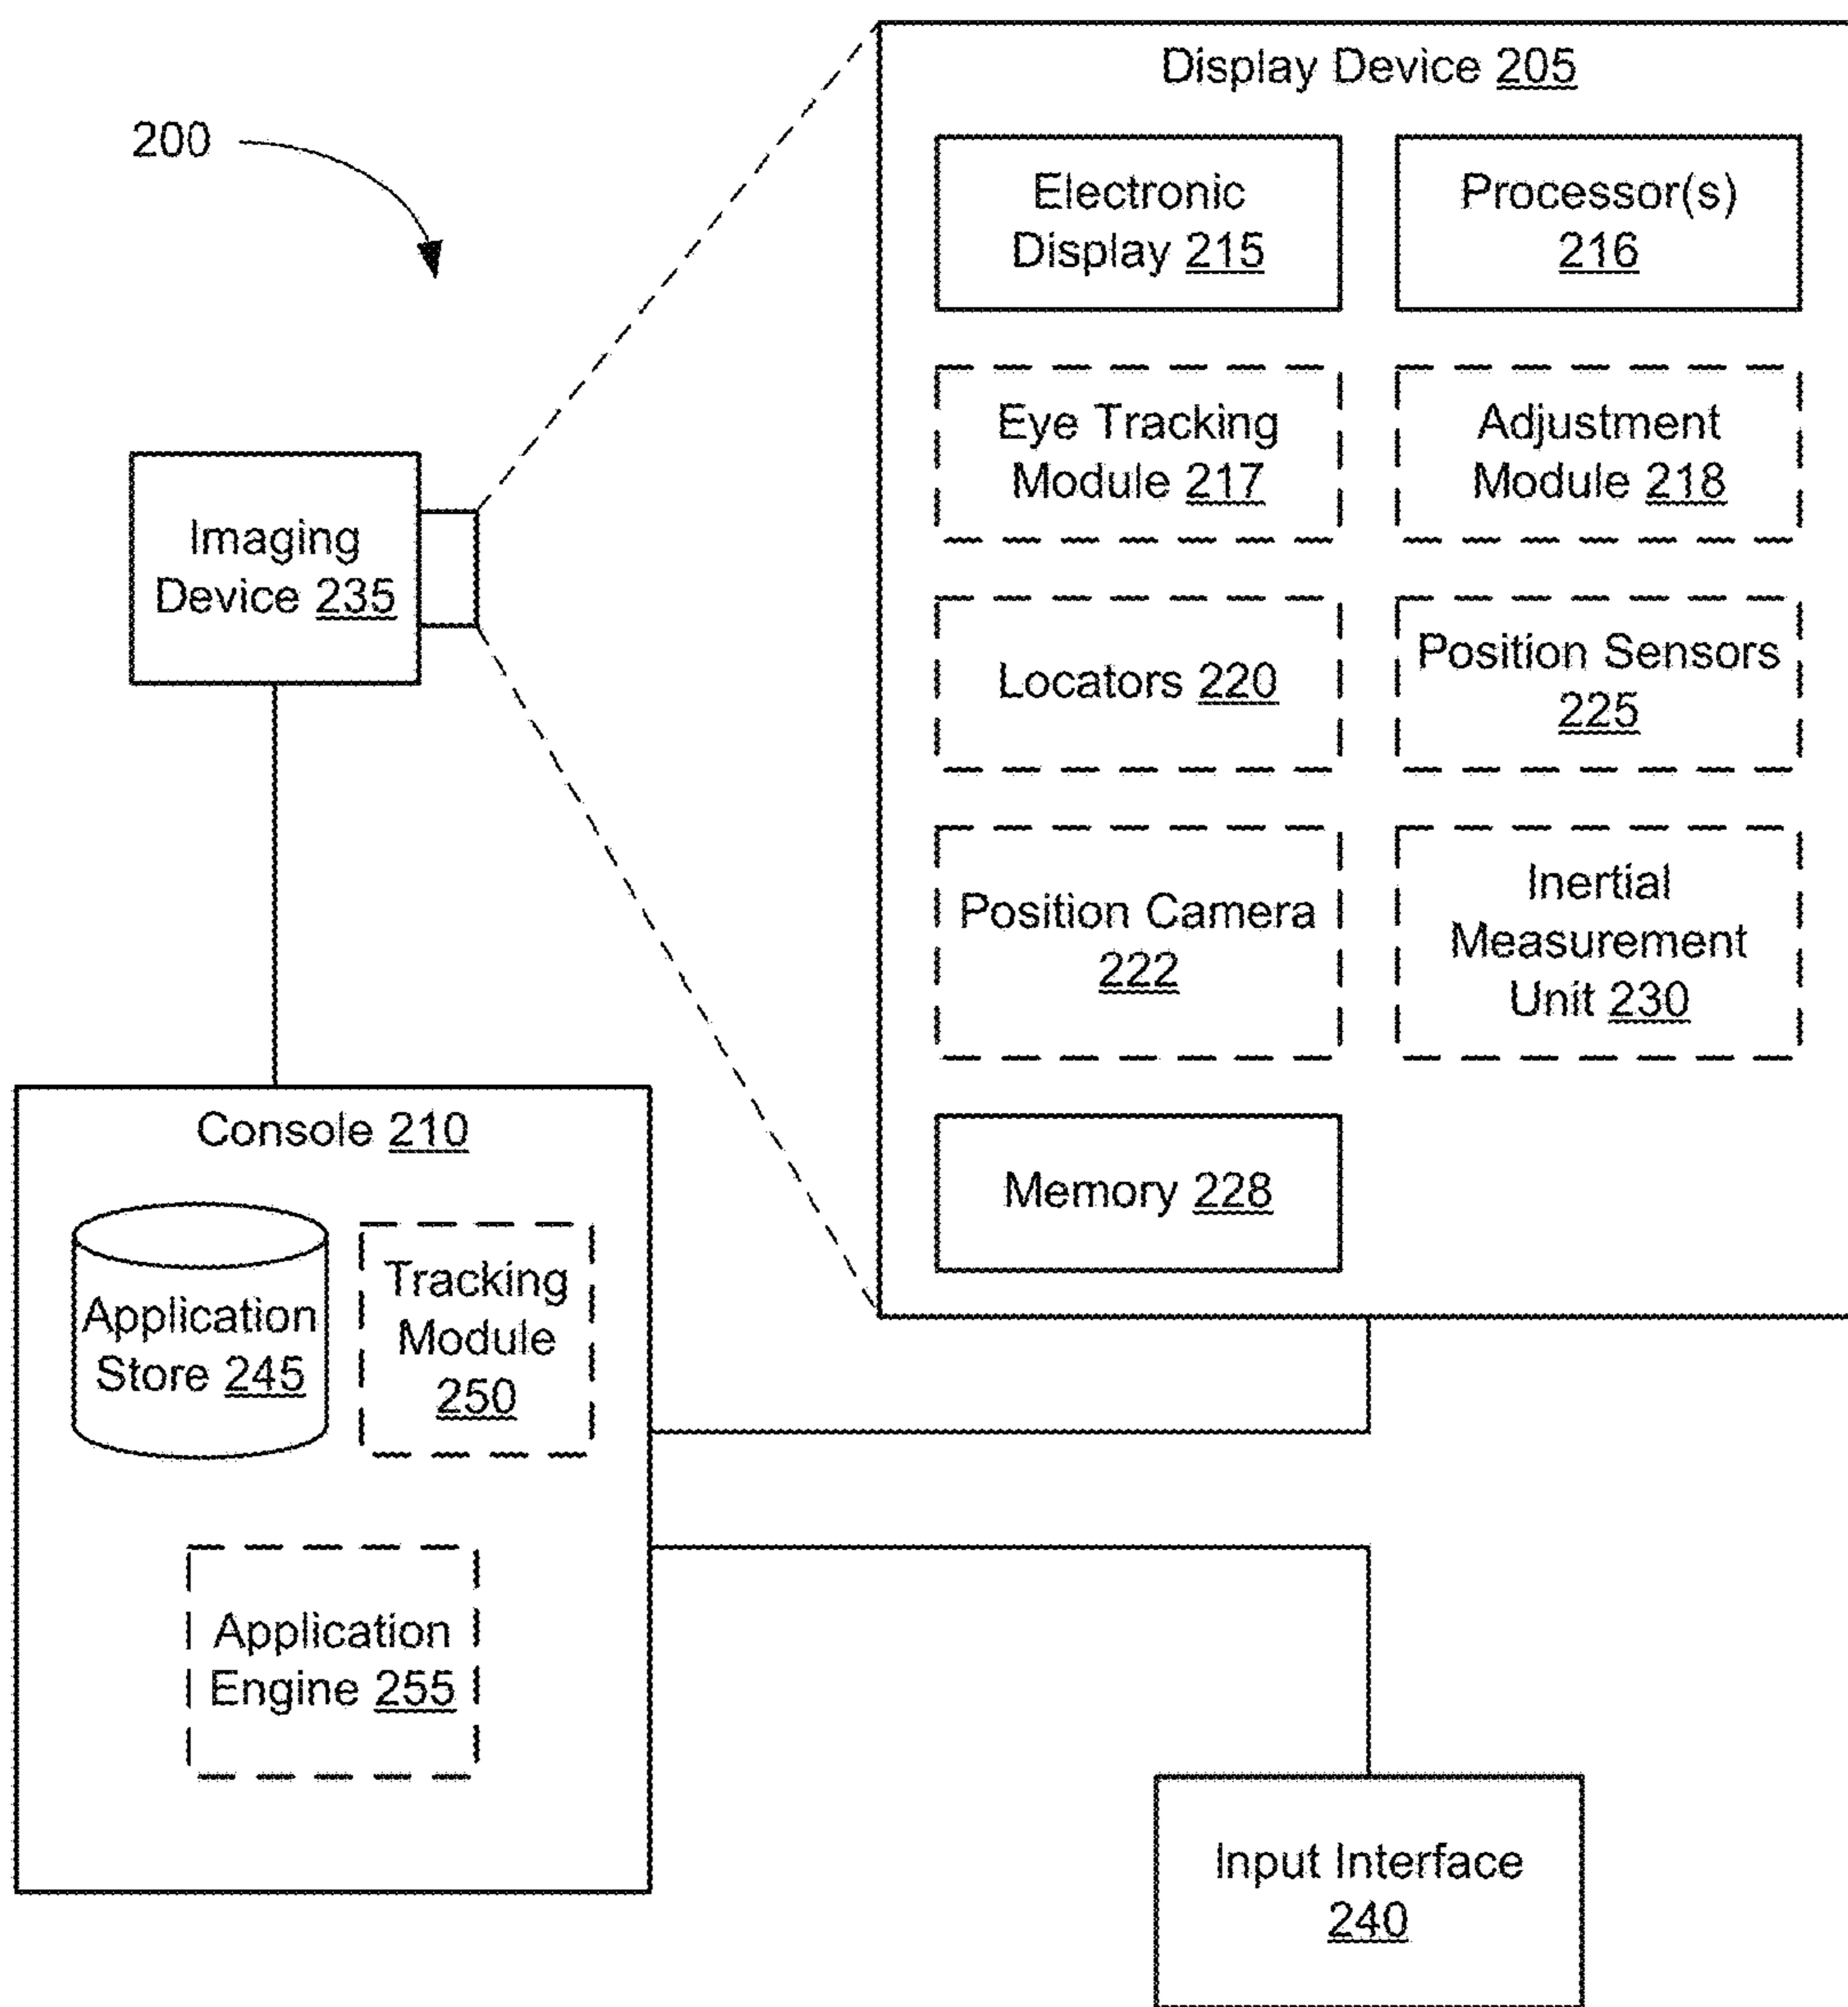 200
Display Device 205
Electronic
Display 215
Processor(s)
216
Eye Tracking
Module 217
Adjustment
Module 218
Imaging
Device 235
Locators 220
Position Sensors
225
Position Camera
222
Inertial
Measurement
Unit 230
Memory 228
Console 210
Application
Store 245
Tracking
Module
250
Application
Engine 255
Input Interface
240